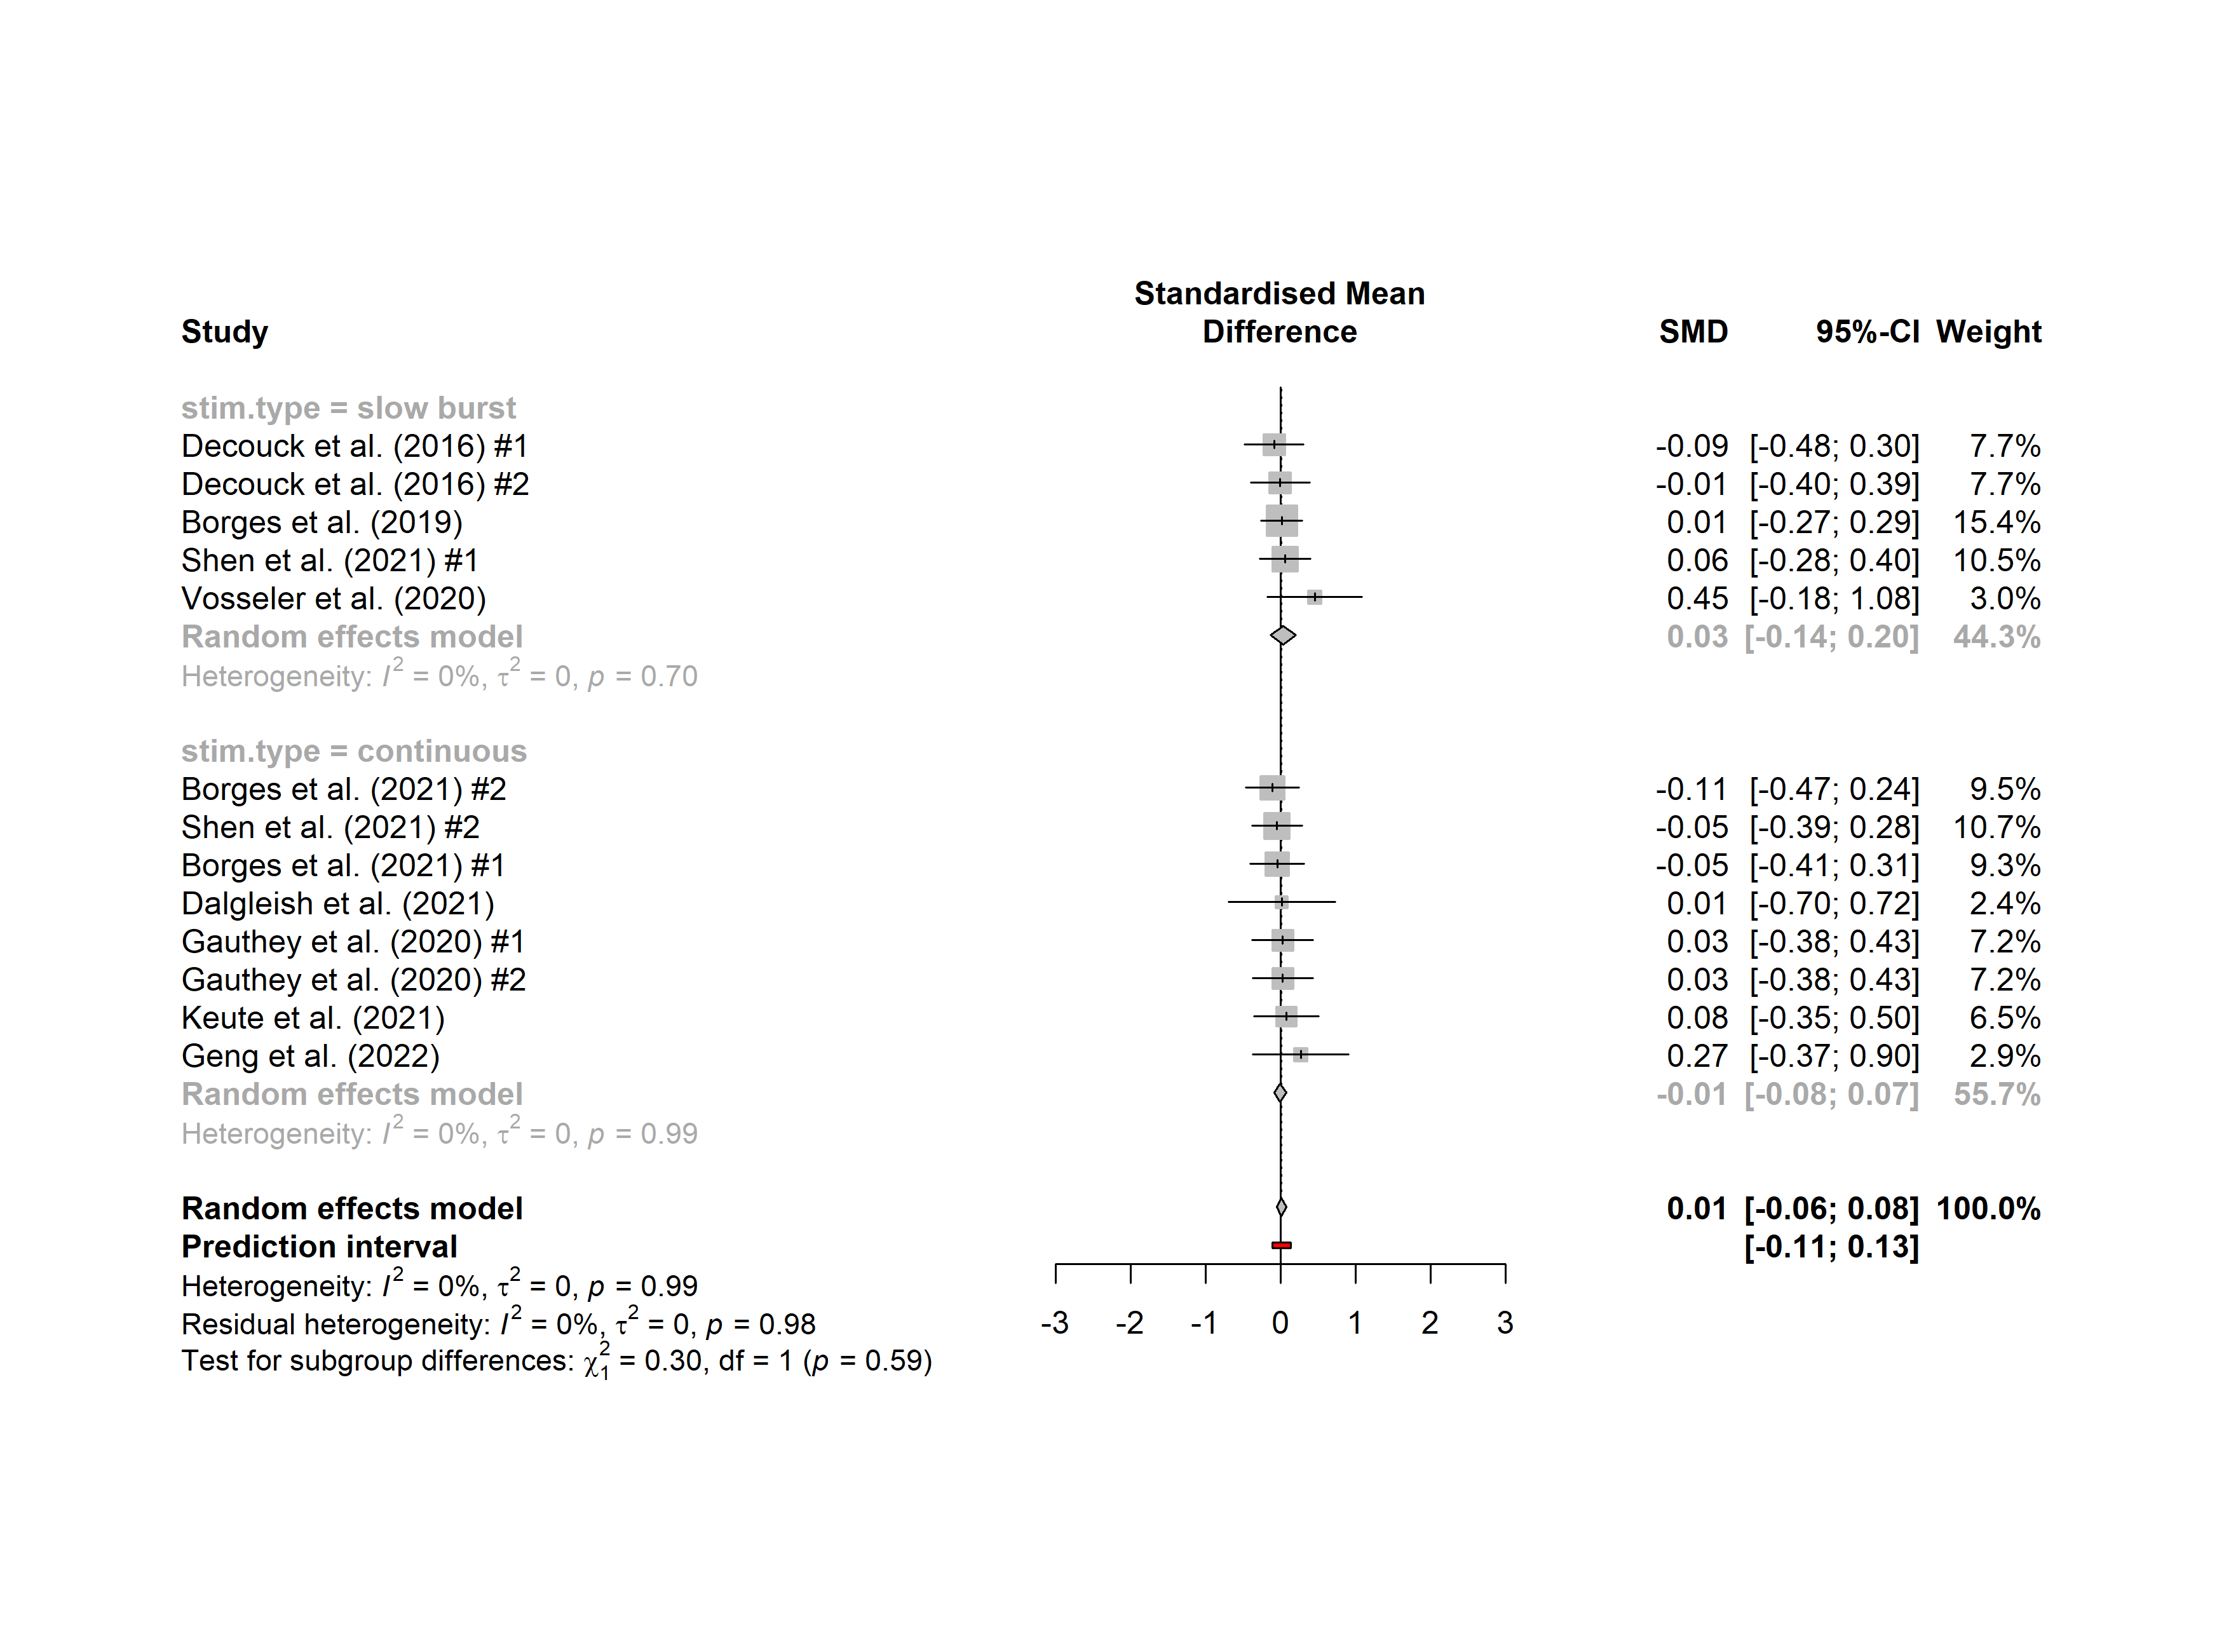 Standardised Mean
Study Difference SMD 95%-CI Weight
stim.type = slow burst
Decouck et al. (2016) #1 -0.09 [-0.48; 0.30] 7.7%
Decouck et al. (2016) #2 -0.01 [-0.40; 0.39] 7.7%
Borges et al. (2019) 0.01 [-0.27; 0.29] 15.4%
Shen et al. (2021) #1 0.06 [-0.28; 0.40] 10.5%
Vosseler et al. (2020) 0.45 [-0.18; 1.08] 3.0%
Random effects model 0.03 [-0.14; 0.20] 44.3%
Heterogeneity: I² = 0%, τ² = 0, p = 0.70
stim.type = continuous
Borges et al. (2021) #2 -0.11 [-0.47; 0.24] 9.5%
Shen et al. (2021) #2 -0.05 [-0.39; 0.28] 10.7%
Borges et al. (2021) #1 -0.05 [-0.41; 0.31] 9.3%
Dalgleish et al. (2021) 0.01 [-0.70; 0.72] 2.4%
Gauthey et al. (2020) #1 0.03 [-0.38; 0.43] 7.2%
Gauthey et al. (2020) #2 0.03 [-0.38; 0.43] 7.2%
Keute et al. (2021) 0.08 [-0.35; 0.50] 6.5%
Geng et al. (2022) 0.27 [-0.37; 0.90] 2.9%
Random effects model -0.01 [-0.08; 0.07] 55.7%
Heterogeneity: I² = 0%, τ² = 0, p = 0.99
Random effects model 0.01 [-0.06; 0.08] 100.0%
Prediction interval [-0.11; 0.13]
Heterogeneity: I² = 0%, τ² = 0, p = 0.99
Residual heterogeneity: I² = 0%, τ² = 0, p = 0.98
-3 -2 -1 0 1 2 3
Test for subgroup differences: χ²₁ = 0.30, df = 1 (p = 0.59)